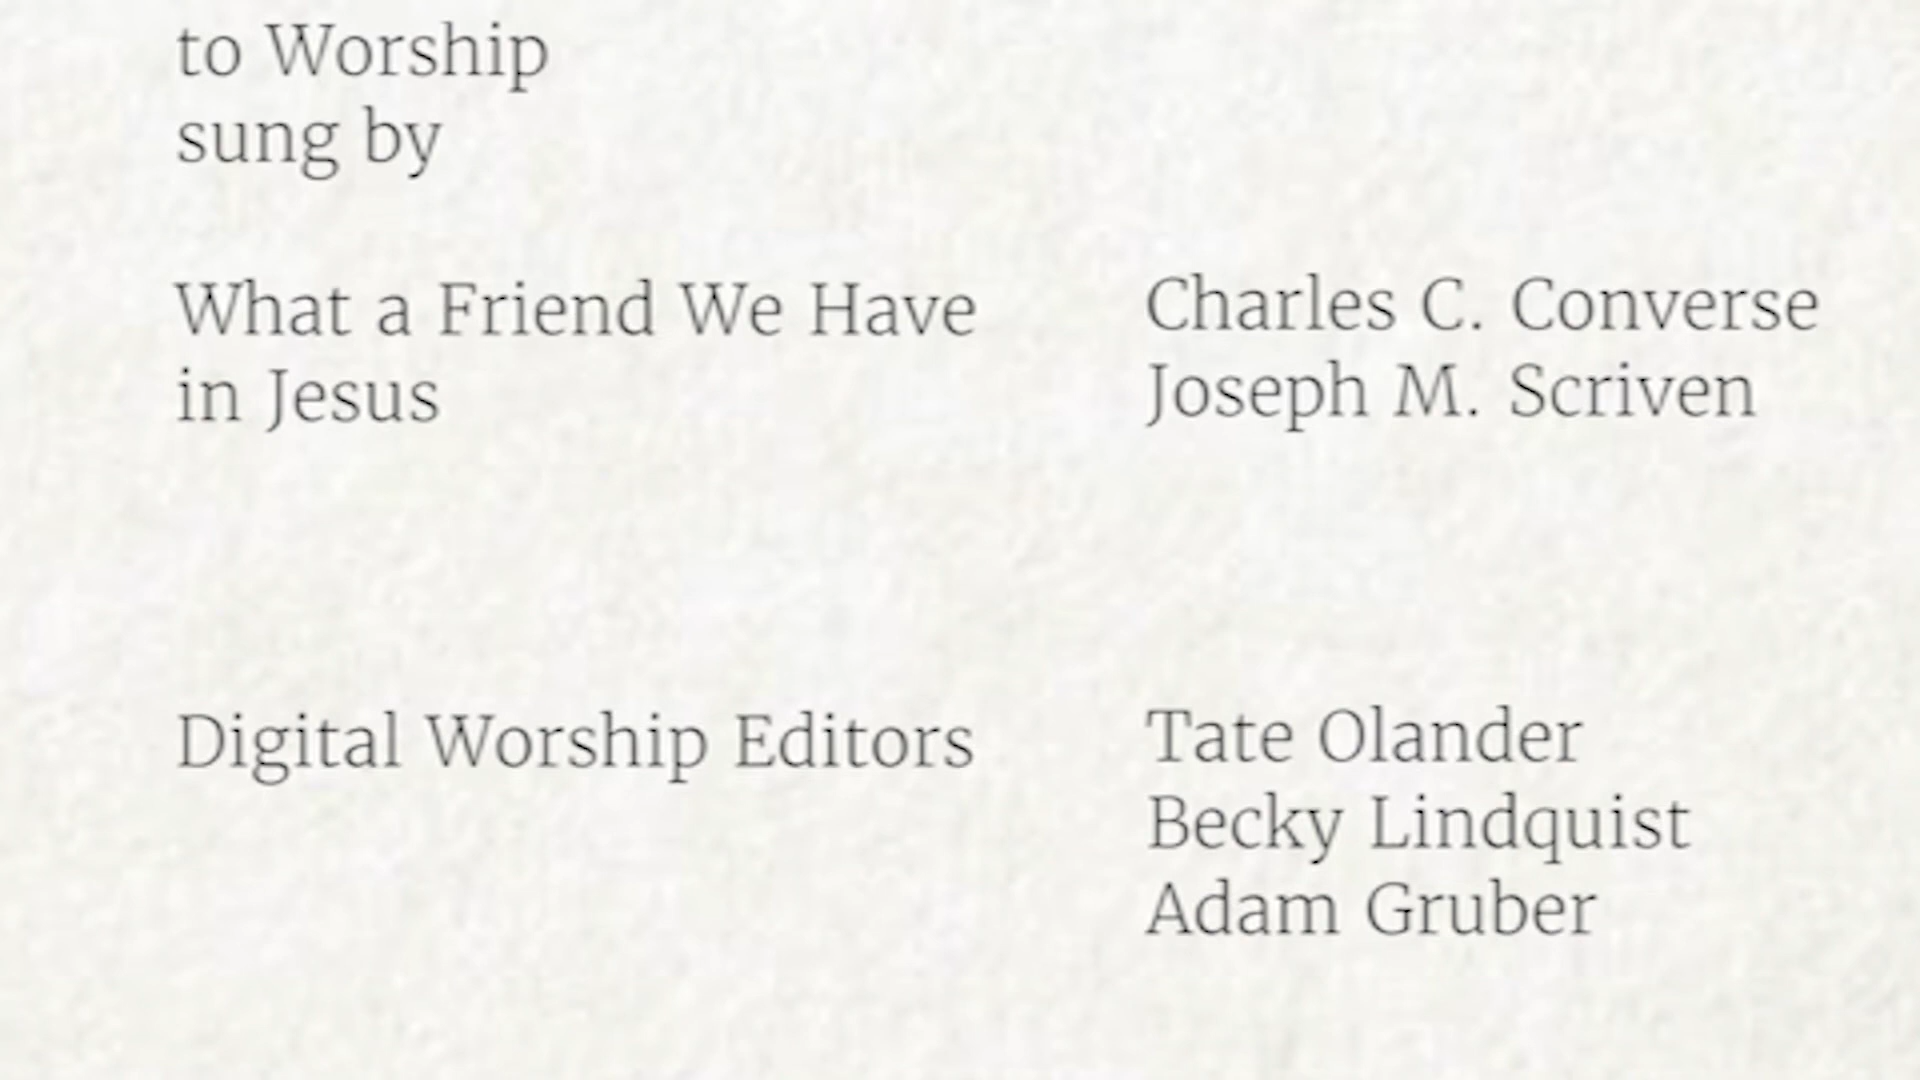 to Worship
sung by
What a Friend We Have
in Jesus
Charles C. Converse
Joseph M. Scriven
Digital Worship Editors
Tate Olander
Becky Lindquist
Adam Gruber